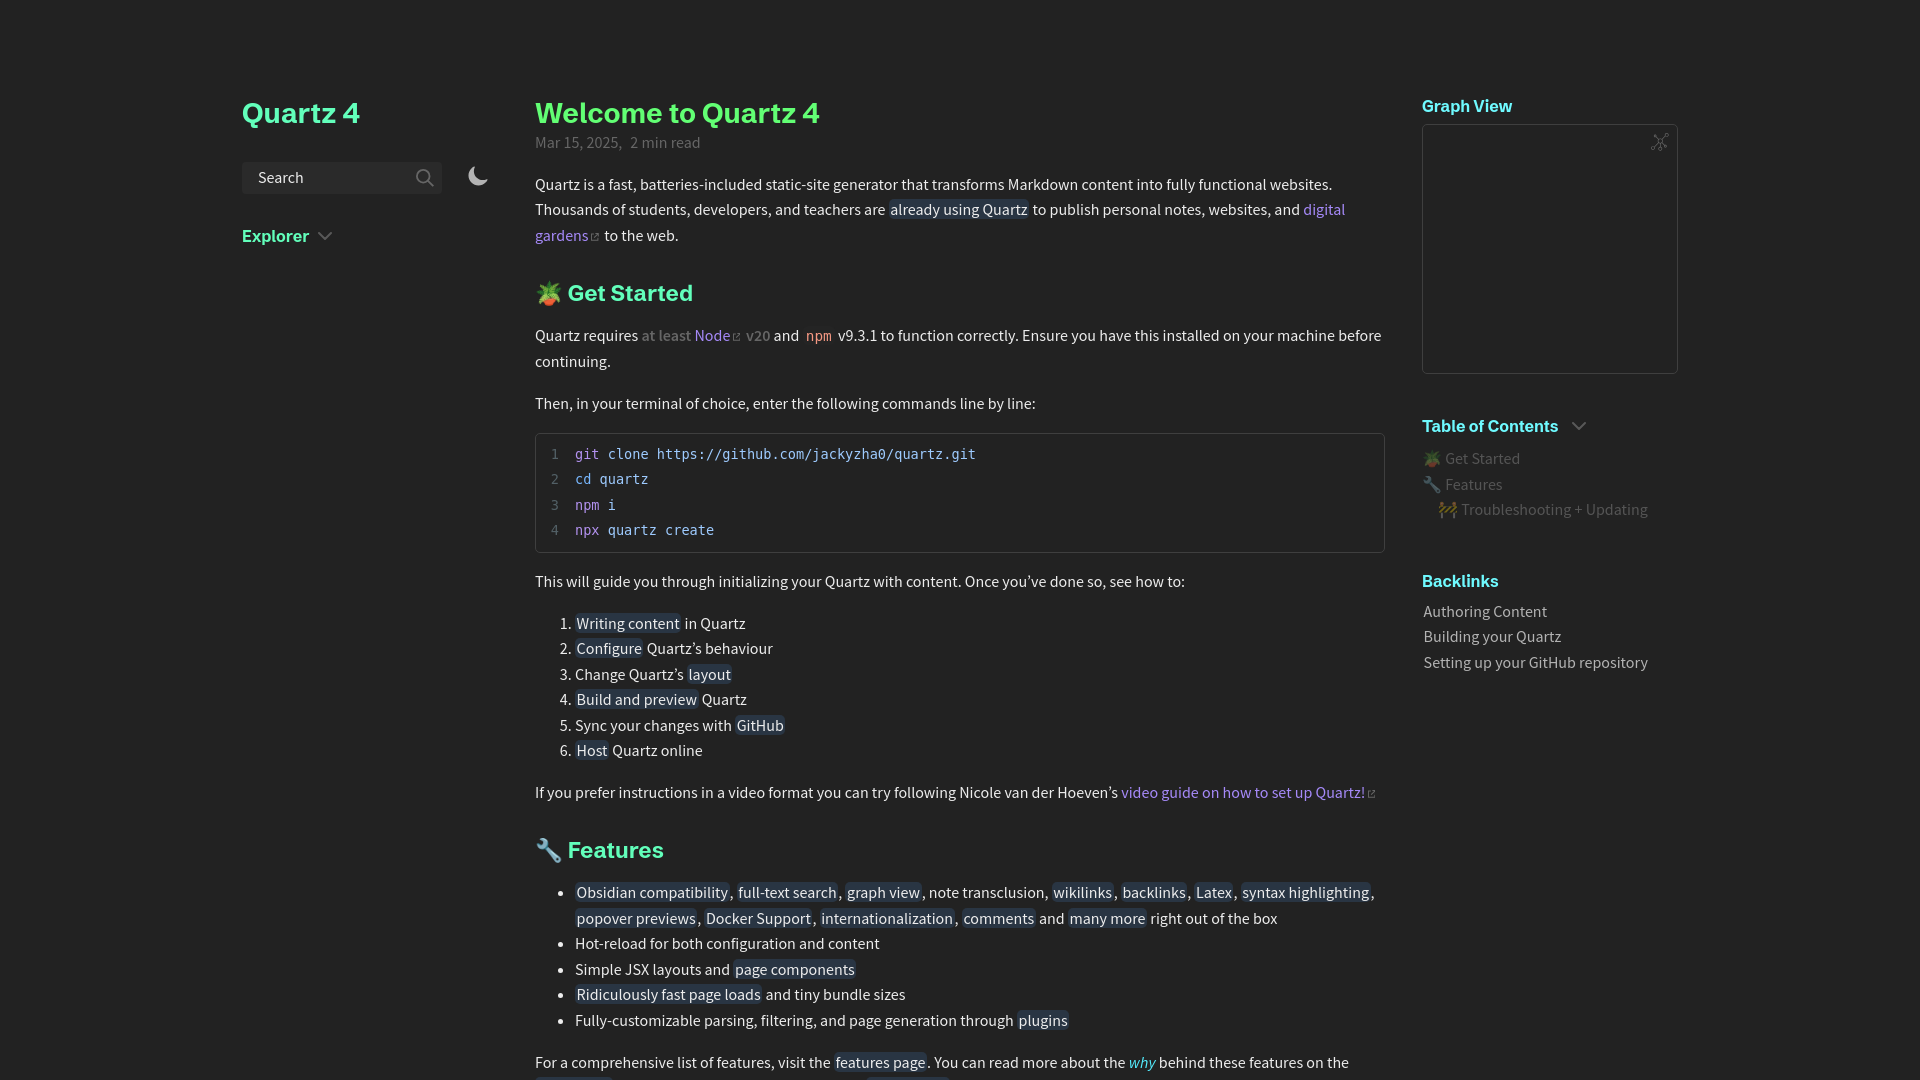 Quartz 4
Search
Explorer
Welcome to Quartz 4
Mar 15, 2025, 2 min read
Quartz is a fast, batteries-included static-site generator that transforms Markdown content into fully functional websites.
Thousands of students, developers, and teachers are already using Quartz to publish personal notes, websites, and digital
gardens to the web.
🪴 Get Started
Quartz requires at least Node v20 and npm v9.3.1 to function correctly. Ensure you have this installed on your machine before
continuing.
Then, in your terminal of choice, enter the following commands line by line:
1 git clone https://github.com/jackyzha0/quartz.git
2 cd quartz
3 npm i
4 npx quartz create
This will guide you through initializing your Quartz with content. Once you’ve done so, see how to:
1. Writing content in Quartz
2. Configure Quartz’s behaviour
3. Change Quartz’s layout
4. Build and preview Quartz
5. Sync your changes with GitHub
6. Host Quartz online
If you prefer instructions in a video format you can try following Nicole van der Hoeven’s video guide on how to set up Quartz!
🔧 Features
• Obsidian compatibility, full-text search, graph view, note transclusion, wikilinks, backlinks, Latex, syntax highlighting,
popover previews, Docker Support, internationalization, comments and many more right out of the box
• Hot-reload for both configuration and content
• Simple JSX layouts and page components
• Ridiculously fast page loads and tiny bundle sizes
• Fully-customizable parsing, filtering, and page generation through plugins
For a comprehensive list of features, visit the features page. You can read more about the why behind these features on the
Graph View
Table of Contents
🪴 Get Started
🔧 Features
🚧 Troubleshooting + Updating
Backlinks
Authoring Content
Building your Quartz
Setting up your GitHub repository